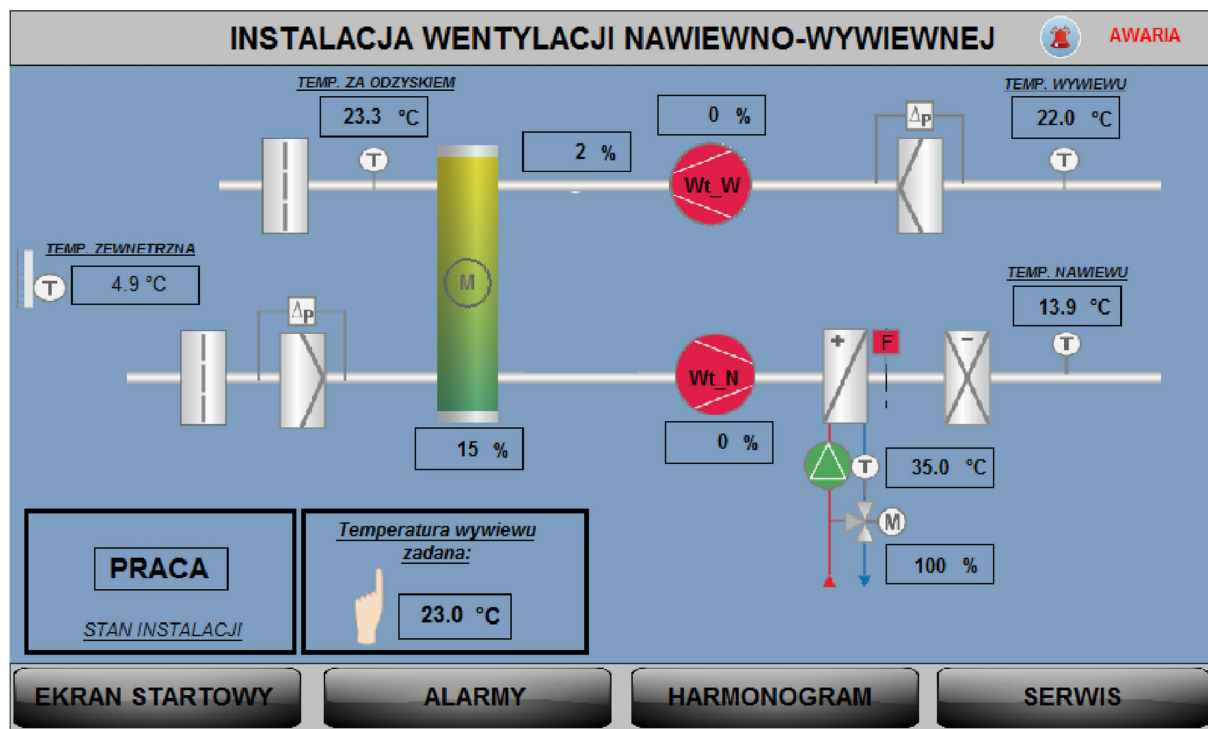 INSTALACJA WENTYLACJI NAWIEWNO-WYWIEWNEJ
AWARIA
TEMP. ZA ODZYSKIEM
23.3 °C
T
2 %
0 %
Wt_W
Δp
TEMP. WYWIEWU
22.0 °C
T
TEMP. ZEWNETRZNA
T
4.9 °C
Δp
M
15 %
Wt_N
0 %
+
F
-
TEMP. NAWIEWU
13.9 °C
T
T
35.0 °C
M
100 %
PRACA
STAN INSTALACJI
Temperatura wywiewu
zadana:
23.0 °C
EKRAN STARTOWY
ALARMY
HARMONOGRAM
SERWIS